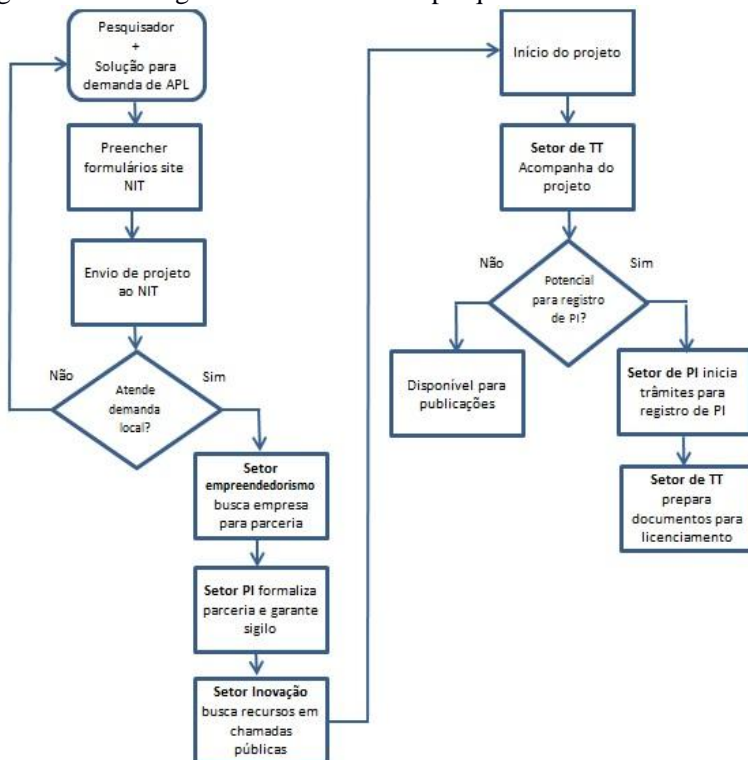 Pesquisador
+
Solução para
demanda de APL
Preencher
formulários site
NIT
Envio de projeto
ao NIT
Não
Sim
Atende
demanda
local?
Setor
empreendedorismo
busca empresa
para parceria
Setor PI formaliza
parceria e garante
sigilo
Setor Inovação
busca recursos em
chamadas
públicas
Início do projeto
Setor de TT
Acompanha do
projeto
Não
Sim
Potencial
para registro
de PI?
Disponível para
publicações
Setor de PI inicia
trâmites para
registro de PI
Setor de TT
prepara
documentos para
licenciamento